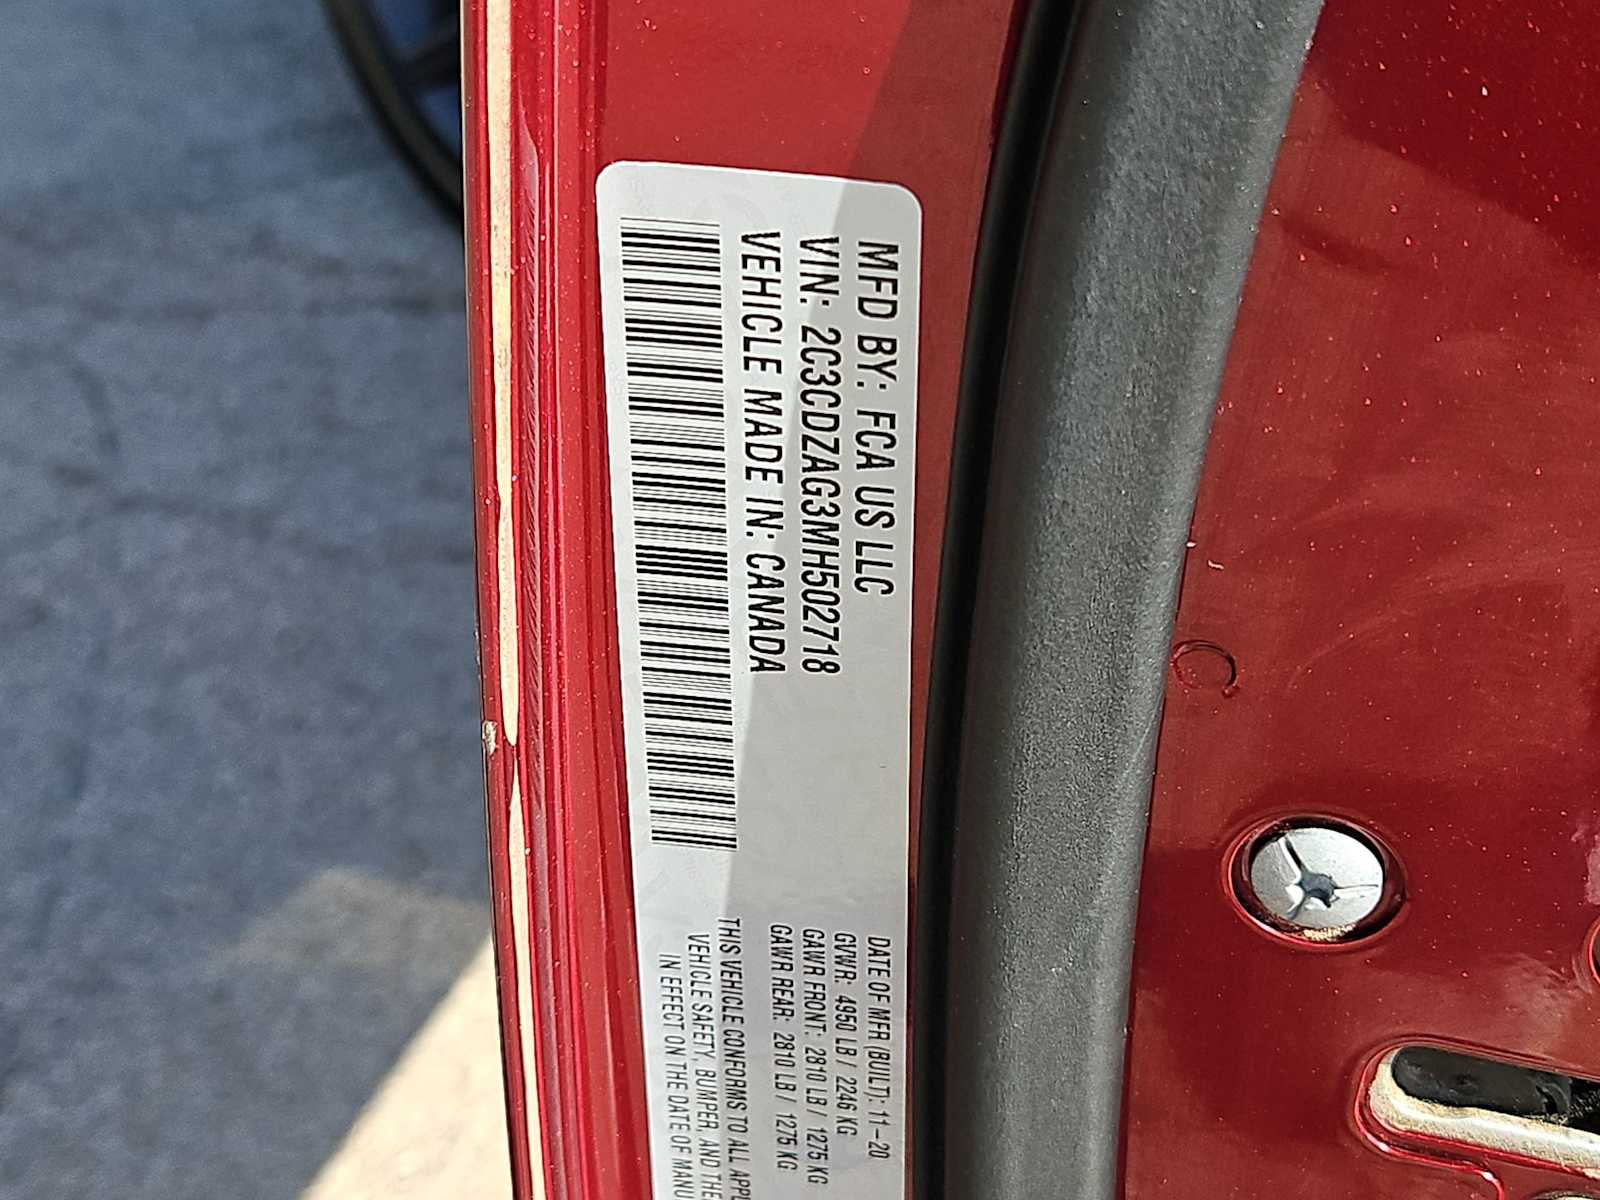 MFD BY: FCA US LLC
VIN: 2C3CDZAG3MH502718
VEHICLE MADE IN: CANADA
DATE OF MFR (BUILT): 11-20
GVWR: 4950 LB / 2246 KG
GAWR FRONT: 2810 LB / 1275 KG
GAWR REAR: 2810 LB / 1275 KG
THIS VEHICLE CONFORMS TO ALL APPL
VEHICLE SAFETY, BUMPER, AND THE
IN EFFECT ON THE DATE OF MANU
C